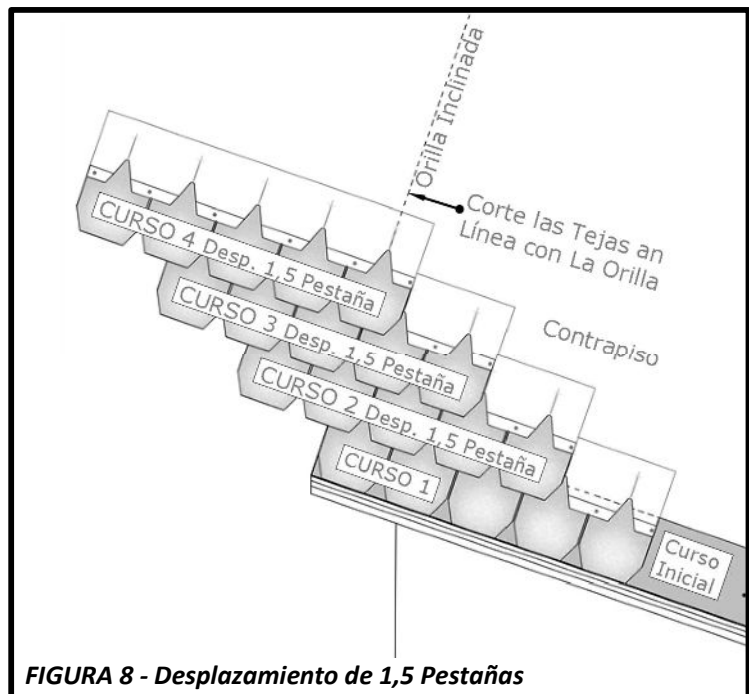 Orilla Inclinada
Corte las Tejas an
Línea con La Orilla
Contrapiso
CURSO 4 Desp. 1,5 Pestaña
CURSO 3 Desp. 1,5 Pestaña
CURSO 2 Desp. 1,5 Pestaña
CURSO 1
Curso
Inicial
FIGURA 8 - Desplazamiento de 1,5 Pestañas